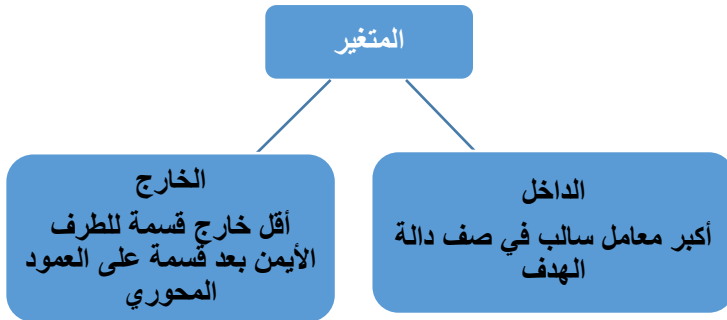 المتغير
الداخل
أكبر معامل سالب في صف دالة
الهدف
الخارج
أقل خارج قسمة للطرف
الأيمن بعد قسمة على العمود
المحوري